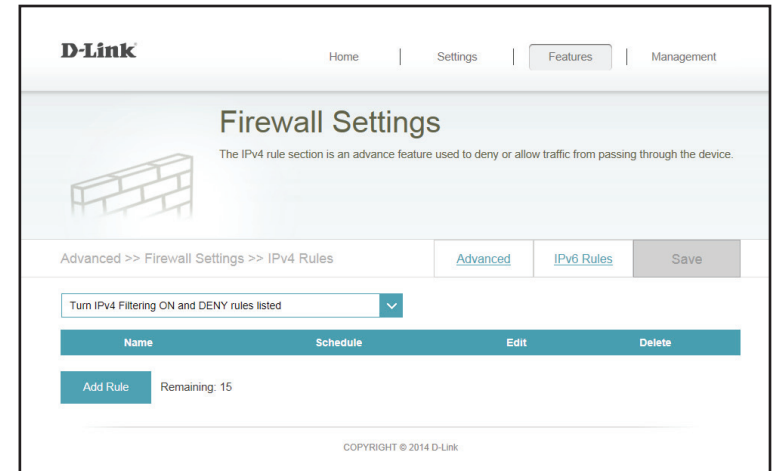 D-Link
Home Settings Features Management
Firewall Settings
The IPv4 rule section is an advance feature used to deny or allow traffic from passing through the device.
Advanced >> Firewall Settings >> IPv4 Rules Advanced IPv6 Rules Save
Turn IPv4 Filtering ON and DENY rules listed
Name Schedule Edit Delete
Add Rule Remaining: 15
COPYRIGHT © 2014 D-Link